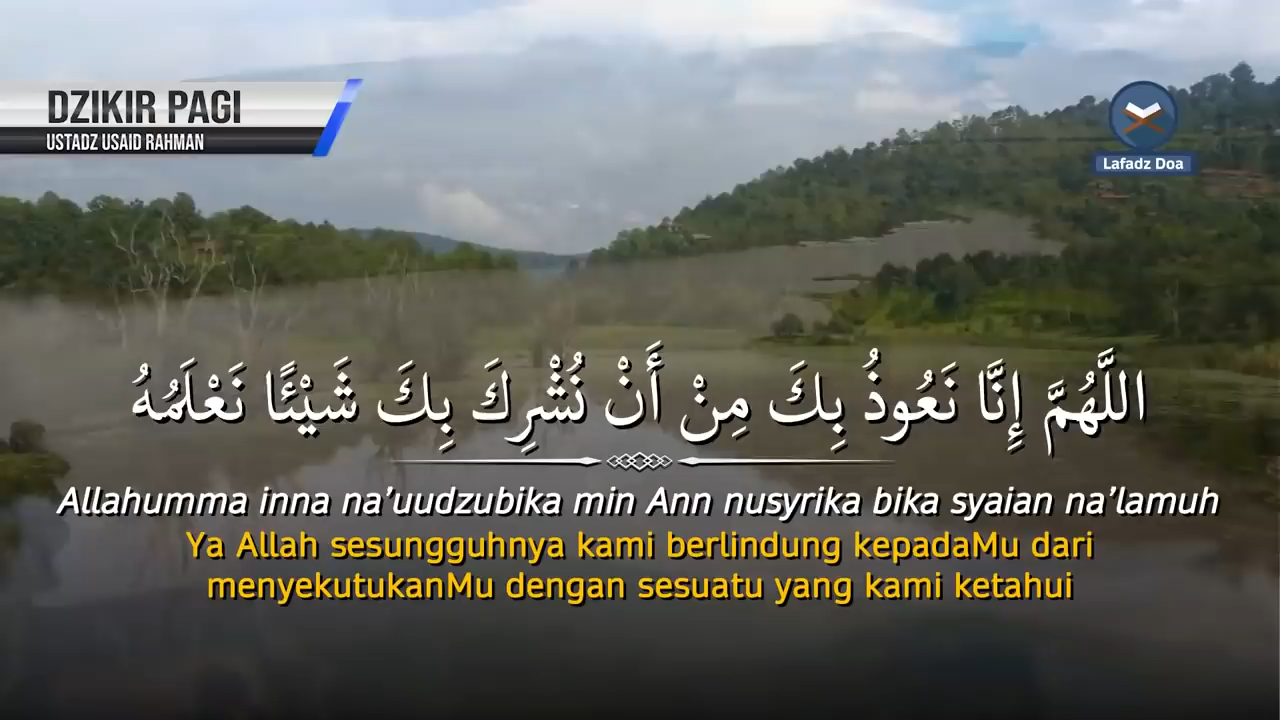 DZIKIR PAGI
USTADZ USAID RAHMAN
Lafadz Doa
اللَّهُمَّ إِنَّا نَعُوذُ بِكَ مِنْ أَنْ نُشْرِكَ بِكَ شَيْئًا نَعْلَمُهُ
Allahumma inna na’uudzubika min Ann nusyrika bika syaian na’lamuh
Ya Allah sesungguhnya kami berlindung kepadaMu dari
menyekutukanMu dengan sesuatu yang kami ketahui